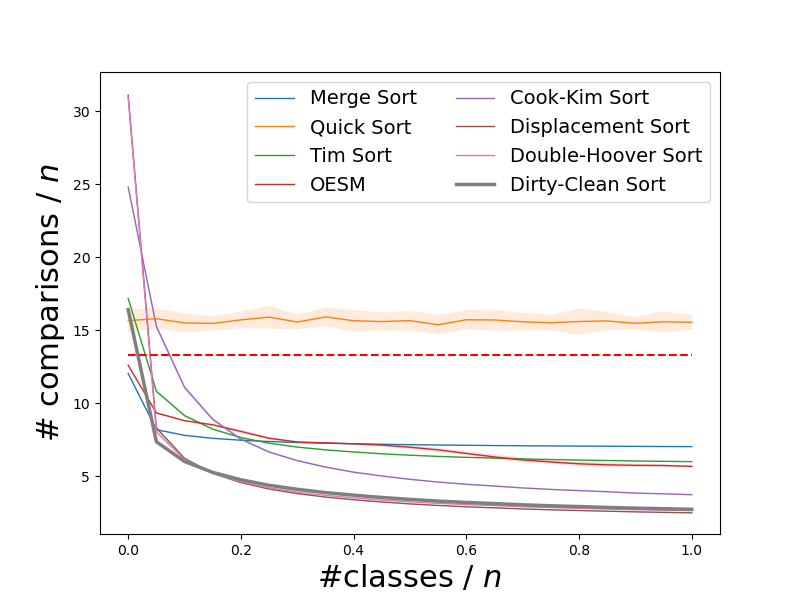 Merge Sort
Quick Sort
Tim Sort
OESM
Cook-Kim Sort
Displacement Sort
Double-Hoover Sort
Dirty-Clean Sort
# comparisons / n
30
25
20
15
10
5
0.0 0.2 0.4 0.6 0.8 1.0
#classes / n